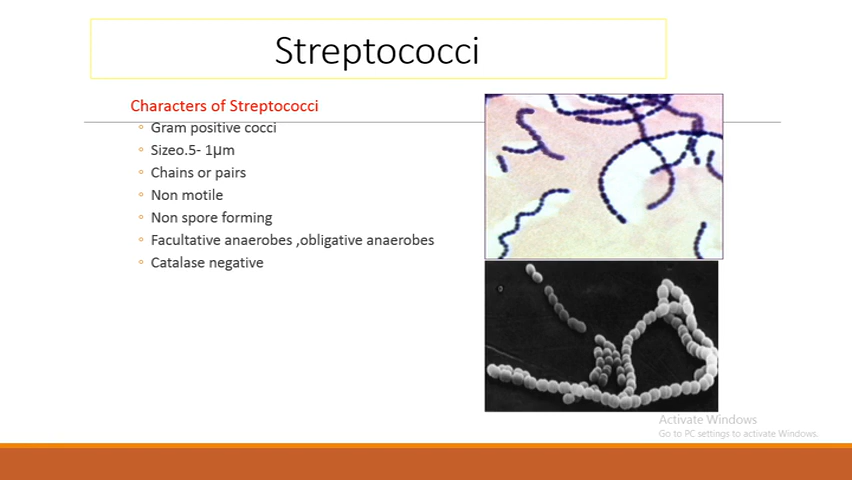 Streptococci
Characters of Streptococci
Gram positive cocci
Sizeo.5- 1µm
Chains or pairs
Non motile
Non spore forming
Facultative anaerobes ,obligative anaerobes
Catalase negative
Activate Windows
Go to PC settings to activate Windows.